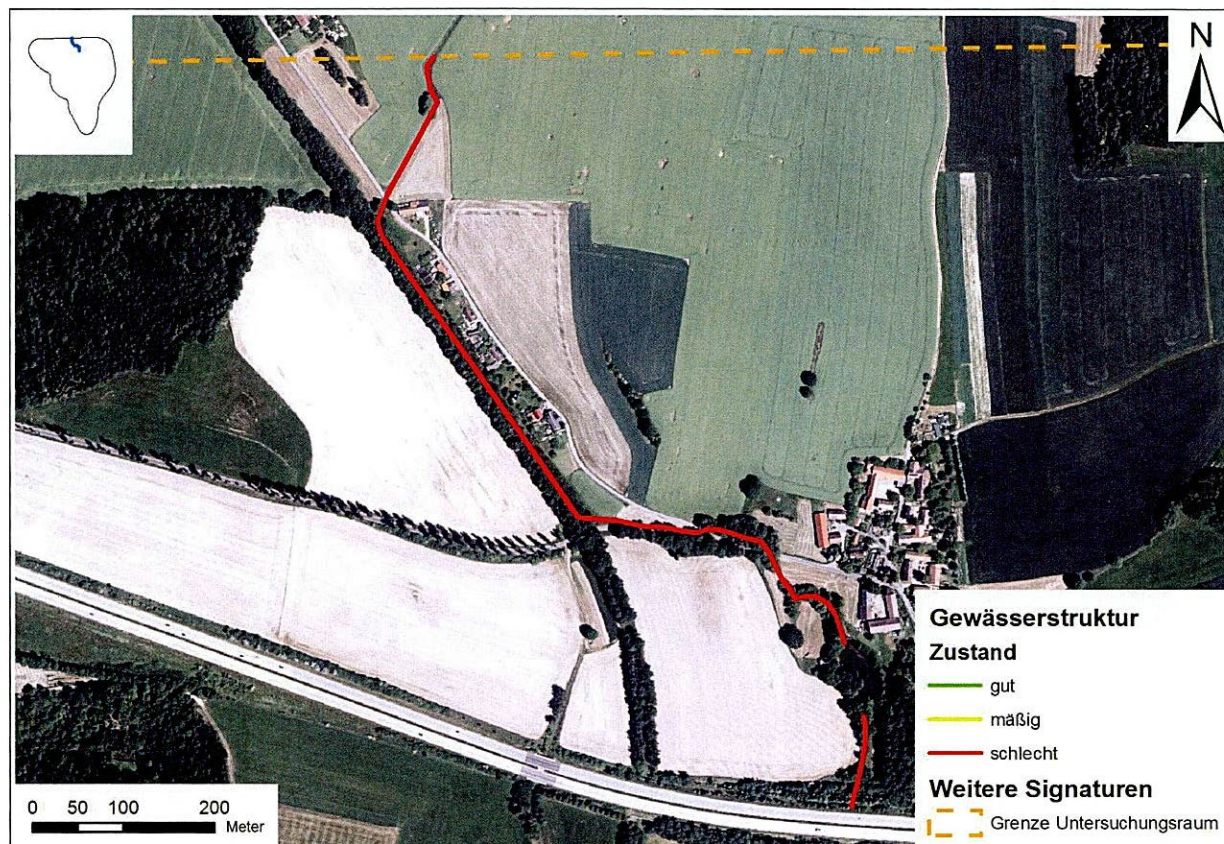 N
Gewässerstruktur
Zustand
gut
mäßig
schlecht
Weitere Signaturen
Grenze Untersuchungsraum
0 50 100 200
Meter